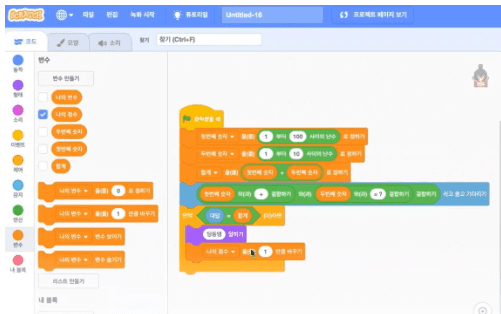 SCRATCH 파일 편집 녹화 시작 튜토리얼 Untitled-16 프로젝트 페이지 보기
코드 모양 소리 찾기 찾기 (Ctrl+F)
동작
형태
소리
이벤트
제어
감지
연산
변수
내 블록
변수
변수 만들기
나의 변수
나의 점수
두번째 숫자
첫번째 숫자
합계
나의 변수 을(를) 0 로 정하기
나의 변수 을(를) 1 만큼 바꾸기
나의 변수 변수 보이기
나의 변수 변수 숨기기
리스트 만들기
내 블록
첫번째 숫자 을(를) 1 부터 100 사이의 난수 로 정하기
두번째 숫자 을(를) 1 부터 10 사이의 난수 로 정하기
합계 을(를) 첫번째 숫자 두번째 숫자 로 정하기
첫번째 숫자 와(과) 결합하기 와(과) 두번째 숫자 와(과) = ? 결합하기 결합하기 라고 묻고 기다리기
만약 대답 = 합계 (이)라면
딩동댕 말하기
나의 점수 을(를) 1 만큼 바꾸기